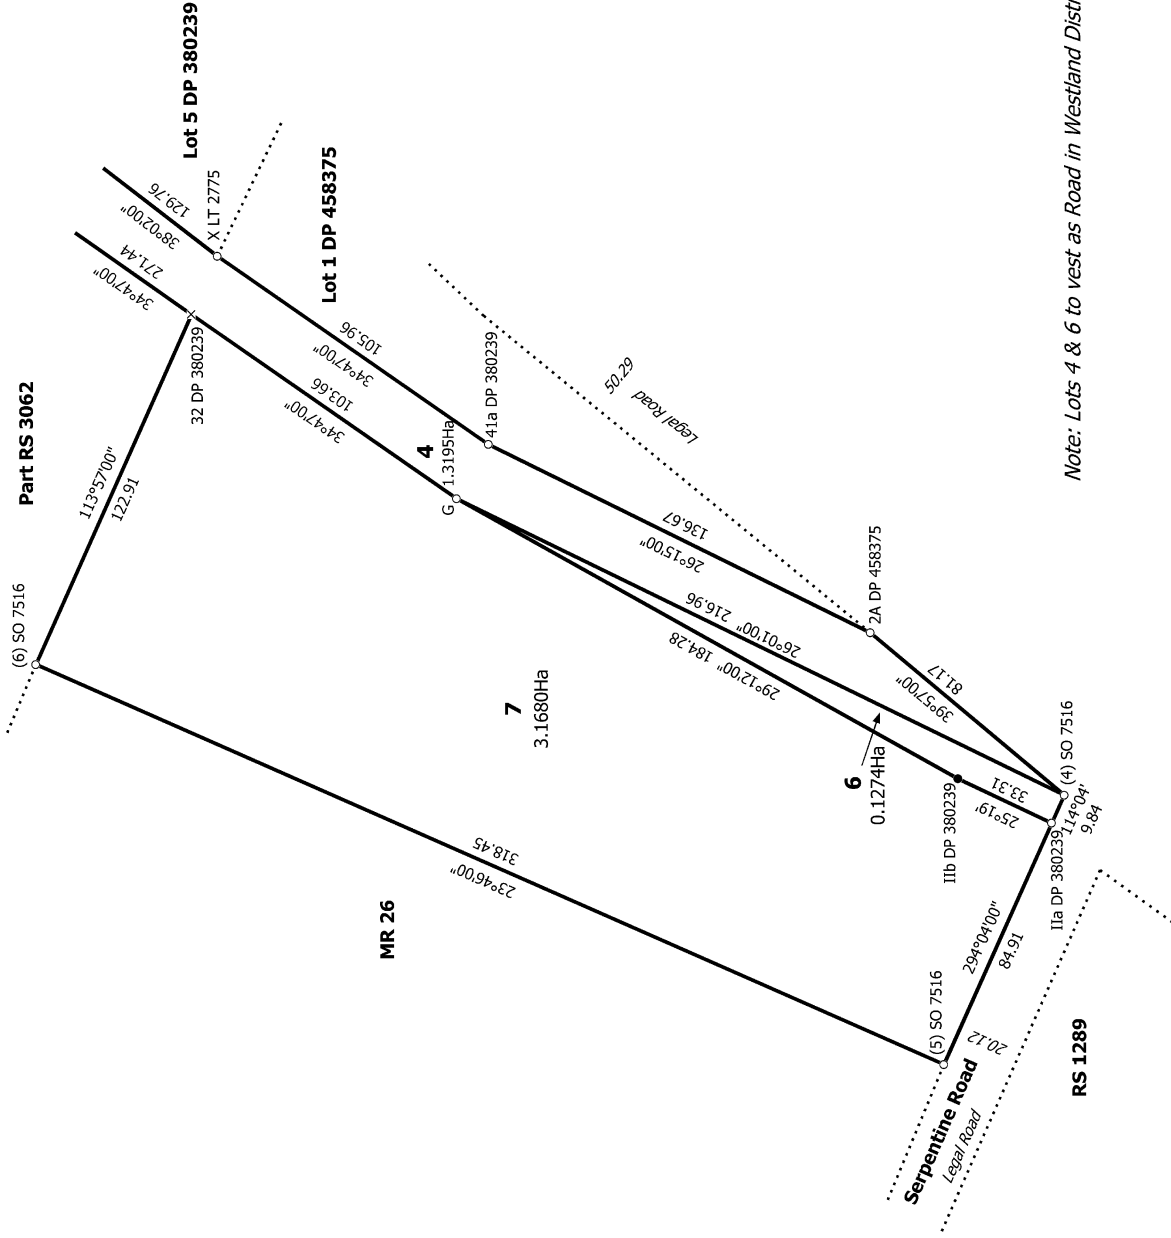 Lot 5 DP 380239
129.76
38°02'00"
X LT 2775
271.44
34°47'00"
Lot 1 DP 458375
Part RS 3062
32 DP 380239
105.96
34°47'00"
103.66
34°47'00"
41a DP 380239
50.29
Legal Road
4
1.3195Ha
G
113°57'00"
122.91
(6) SO 7516
136.67
26°15'00"
216.96
26°01'00"
184.28
29°12'00"
2A DP 458375
81.17
39°57'00"
7
3.1680Ha
6
0.1274Ha
(4) SO 7516
33.31
25°19'
114°04'
9.84
IIb DP 380239
IIa DP 380239
318.45
23°46'00"
MR 26
294°04'00"
84.91
(5) SO 7516
20.12
Serpentine Road
Legal Road
RS 1289
Note: Lots 4 & 6 to vest as Road in Westland Distr